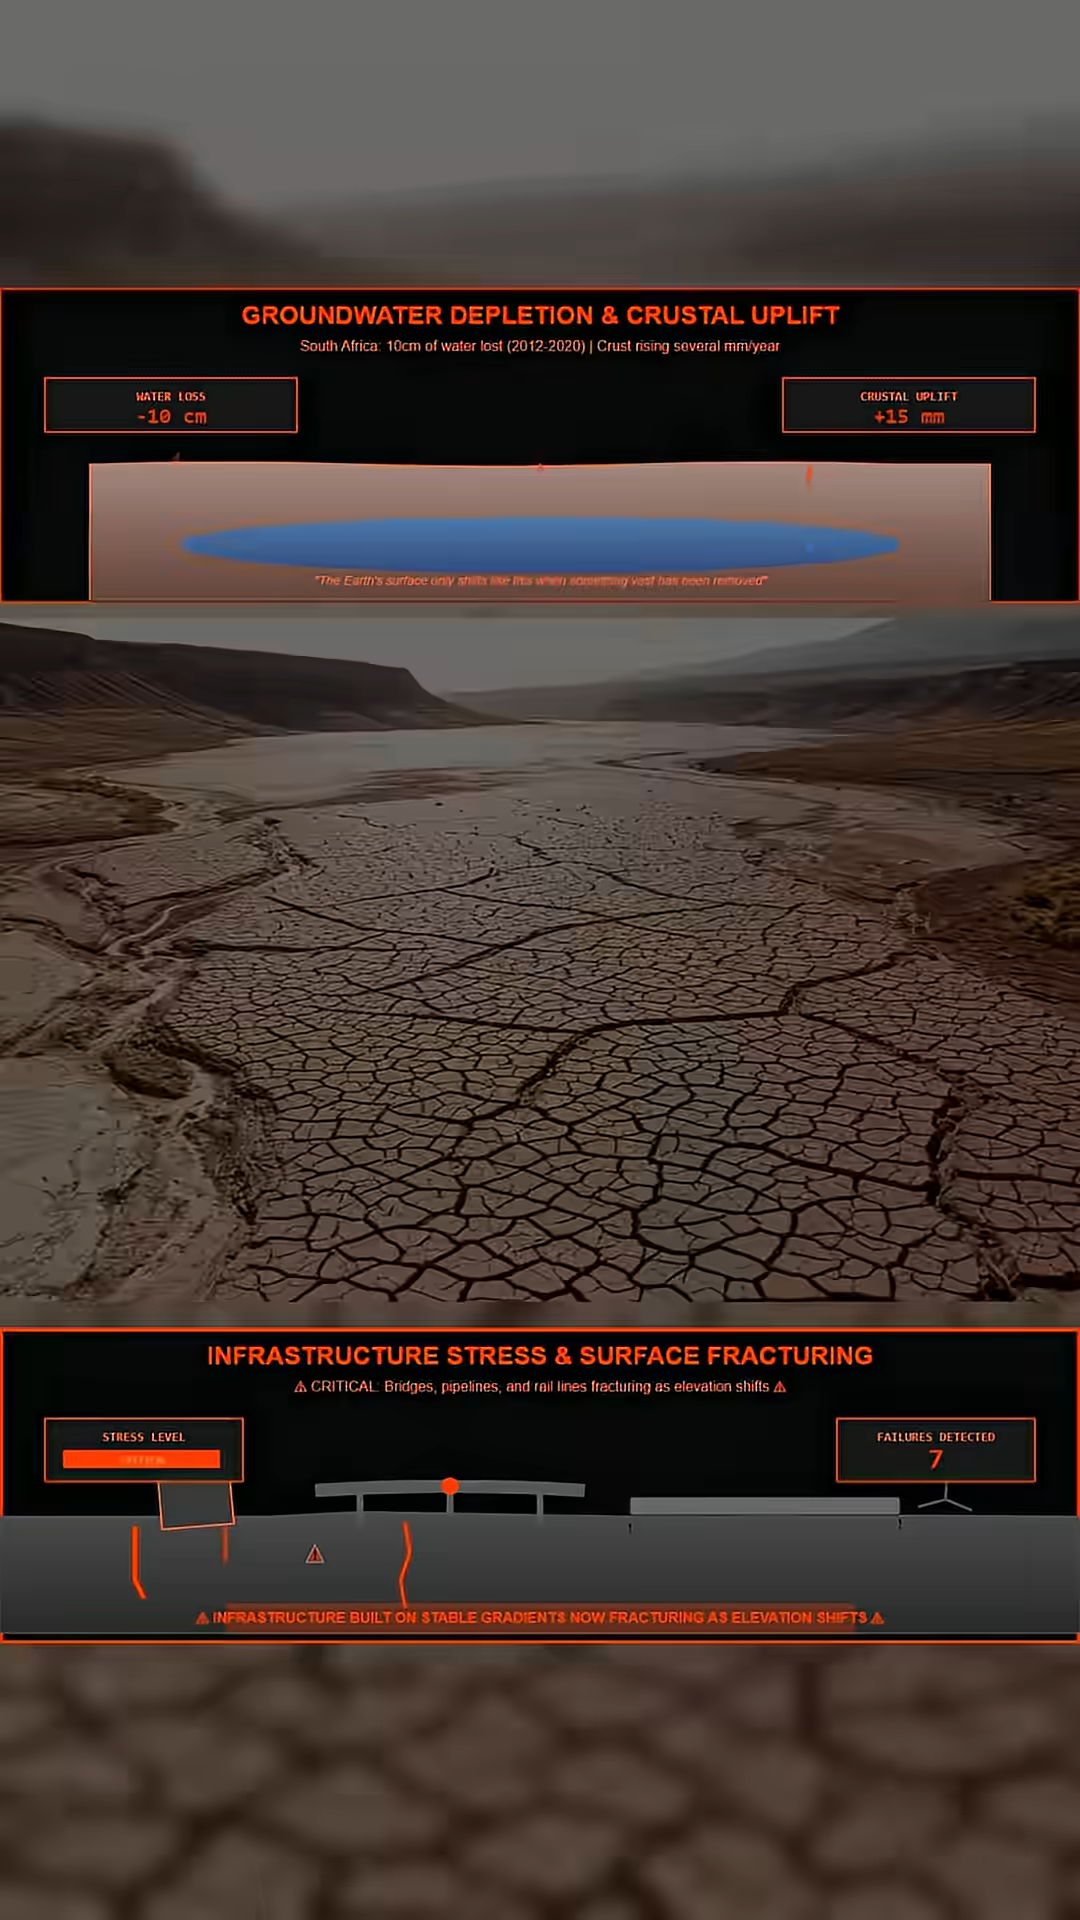 GROUNDWATER DEPLETION & CRUSTAL UPLIFT
South Africa: 10cm of water lost (2012-2020) | Crust rising several mm/year
WATER LOSS
-10 cm
CRUSTAL UPLIFT
+15 mm
"The Earth's surface only shifts like this when something vast has been removed"
INFRASTRUCTURE STRESS & SURFACE FRACTURING
⚠ CRITICAL: Bridges, pipelines, and rail lines fracturing as elevation shifts ⚠
STRESS LEVEL
CRITICAL
FAILURES DETECTED
7
⚠ INFRASTRUCTURE BUILT ON STABLE GRADIENTS NOW FRACTURING AS ELEVATION SHIFTS ⚠